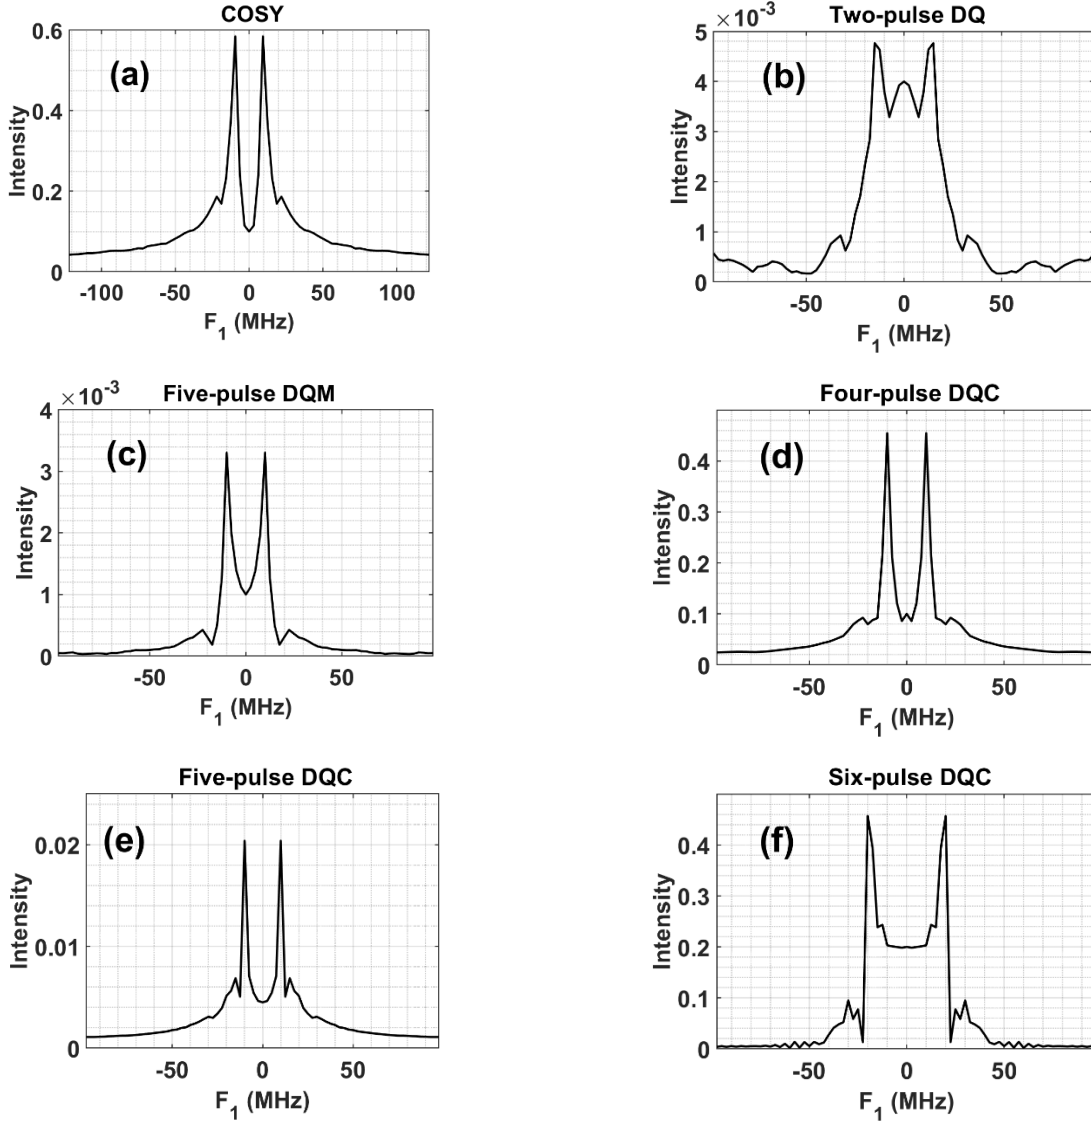 COSY
(a)
Intensity
0.6
0.4
0.2
0
-100 -50 0 50 100
F1 (MHz)
×10-3
Two-pulse DQ
(b)
Intensity
5
4
3
2
1
0
-50 0 50
F1 (MHz)
×10-3
Five-pulse DQM
(c)
Intensity
4
3
2
1
0
-50 0 50
F1 (MHz)
Four-pulse DQC
(d)
Intensity
0.4
0.3
0.2
0.1
0
-50 0 50
F1 (MHz)
Five-pulse DQC
(e)
Intensity
0.02
0.01
0
-50 0 50
F1 (MHz)
Six-pulse DQC
(f)
Intensity
0.4
0.3
0.2
0.1
0
-50 0 50
F1 (MHz)